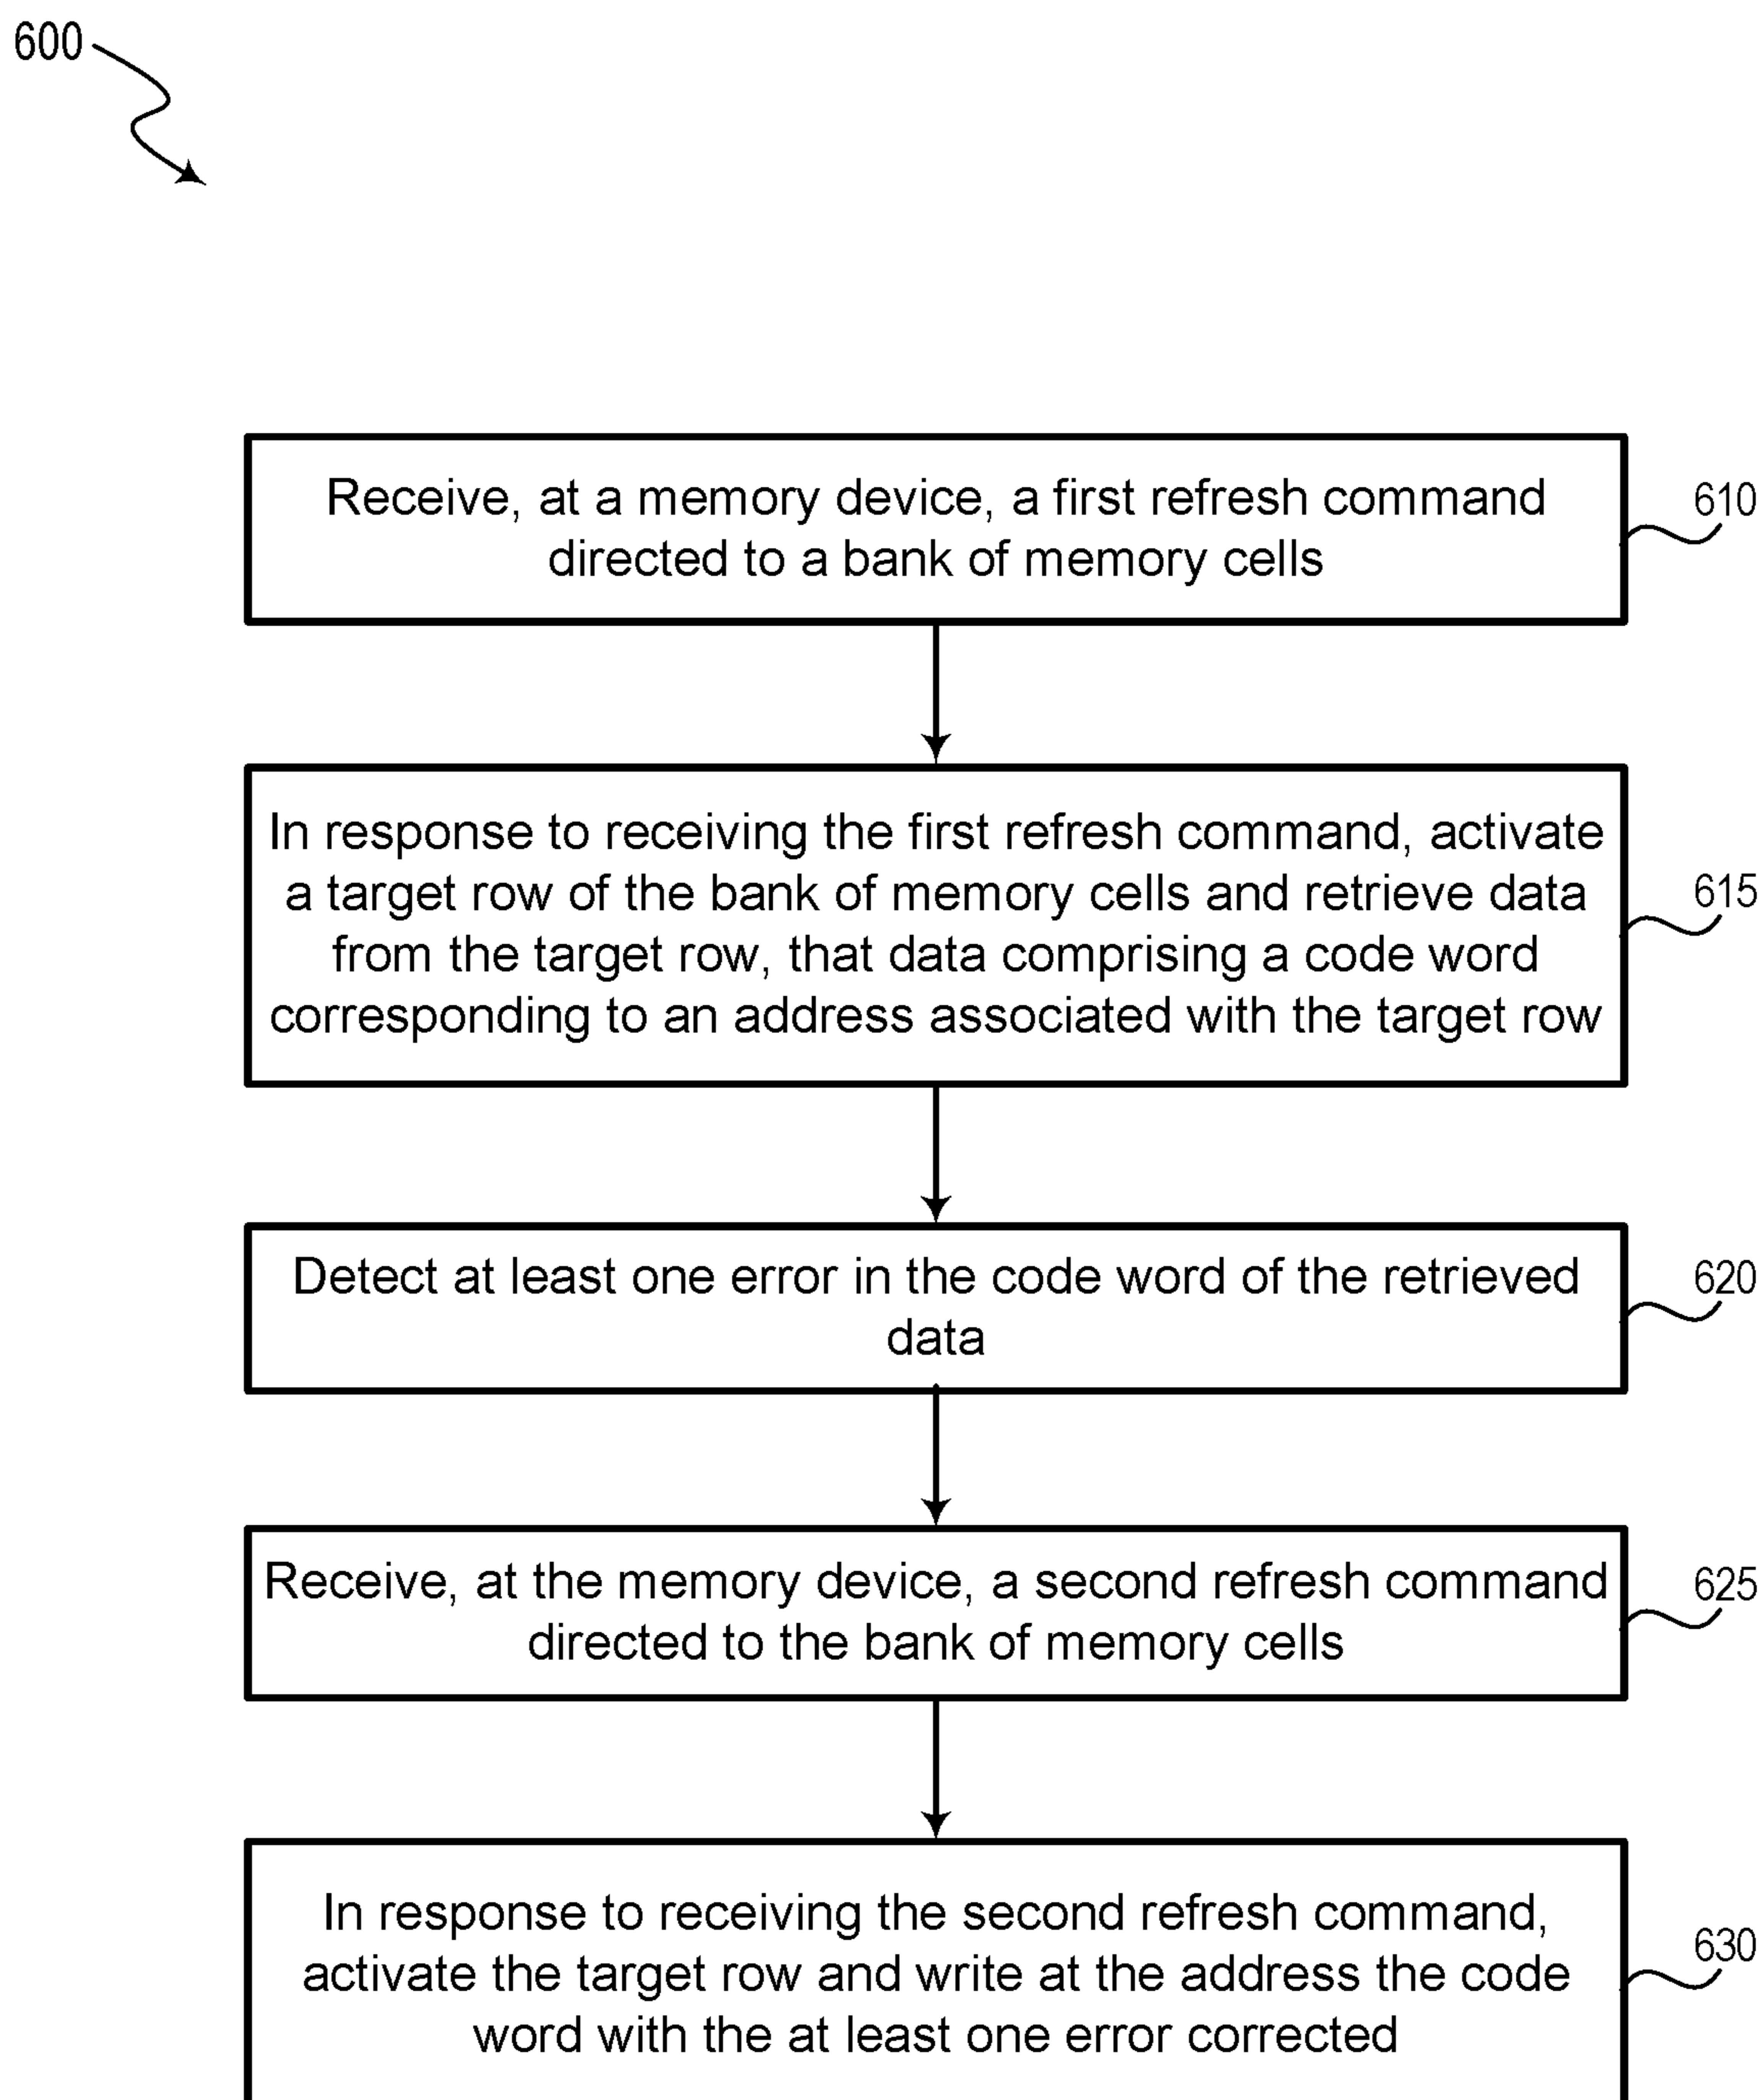 600
Receive, at a memory device, a first refresh command
directed to a bank of memory cells
610
In response to receiving the first refresh command, activate
a target row of the bank of memory cells and retrieve data
from the target row, that data comprising a code word
corresponding to an address associated with the target row
615
Detect at least one error in the code word of the retrieved
data
620
Receive, at the memory device, a second refresh command
directed to the bank of memory cells
625
In response to receiving the second refresh command,
activate the target row and write at the address the code
word with the at least one error corrected
630